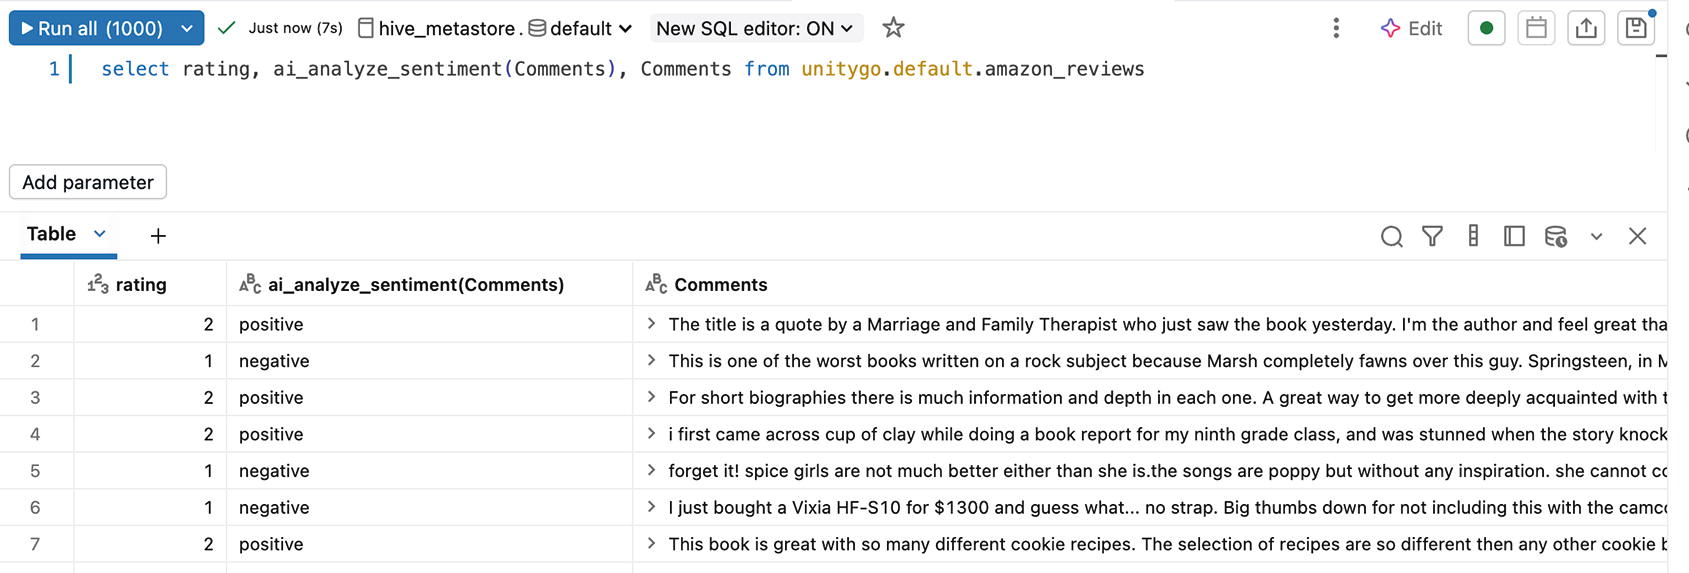 Run all (1000) Just now (7s) hive_metastore. default New SQL editor: ON Edit
1 select rating, ai_analyze_sentiment(Comments), Comments from unitygo.default.amazon_reviews
Add parameter
Table +
123 rating ABC ai_analyze_sentiment(Comments) ABC Comments
1 2 positive The title is a quote by a Marriage and Family Therapist who just saw the book yesterday. I'm the author and feel great tha
2 1 negative This is one of the worst books written on a rock subject because Marsh completely fawns over this guy. Springsteen, in M
3 2 positive For short biographies there is much information and depth in each one. A great way to get more deeply acquainted with t
4 2 positive i first came across cup of clay while doing a book report for my ninth grade class, and was stunned when the story knock
5 1 negative forget it! spice girls are not much better either than she is.the songs are poppy but without any inspiration. she cannot co
6 1 negative I just bought a Vixia HF-S10 for $1300 and guess what... no strap. Big thumbs down for not including this with the camco
7 2 positive This book is great with so many different cookie recipes. The selection of recipes are so different then any other cookie b